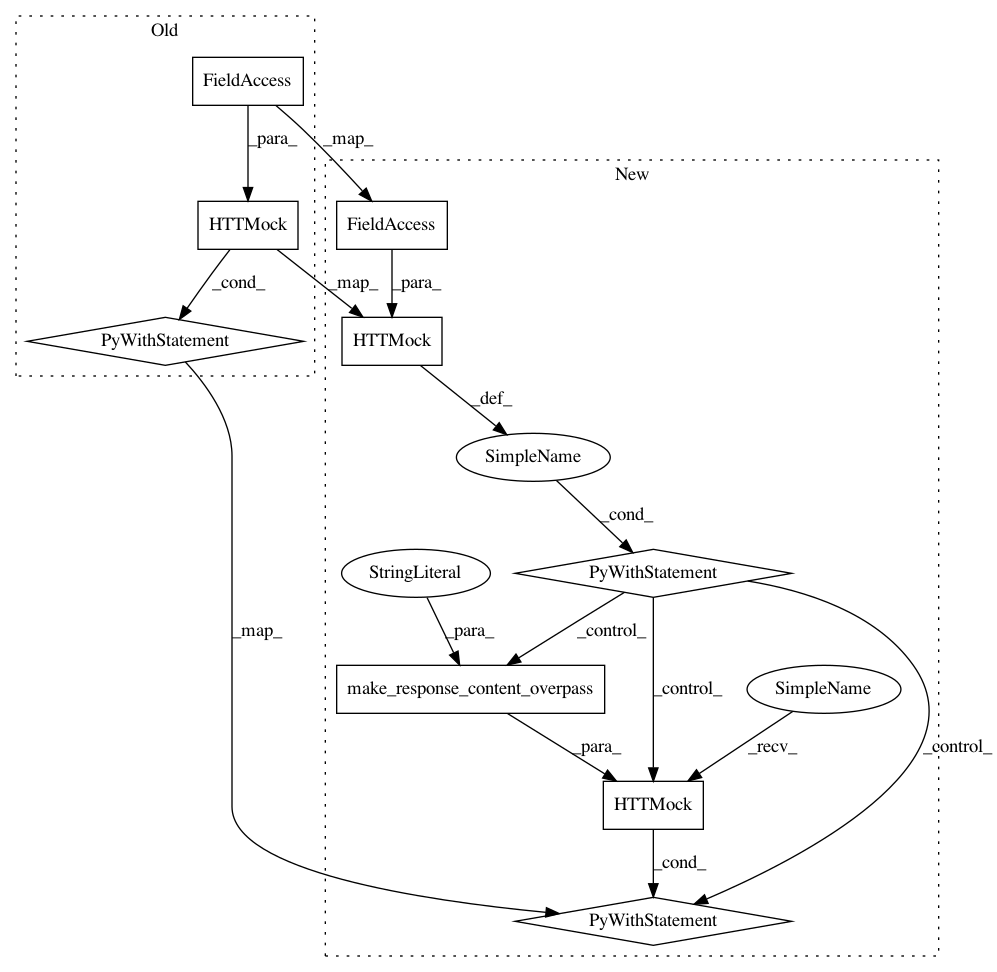 Old
FieldAccess
_para_
_map_
New
HTTMock
FieldAccess
_cond_
_map_
_para_
PyWithStatement
HTTMock
_def_
SimpleName
_cond_
StringLiteral
PyWithStatement
_map_
_para_
_control_
make_response_content_overpass
_control_
SimpleName
_para_
_recv_
_control_
HTTMock
_cond_
PyWithStatement